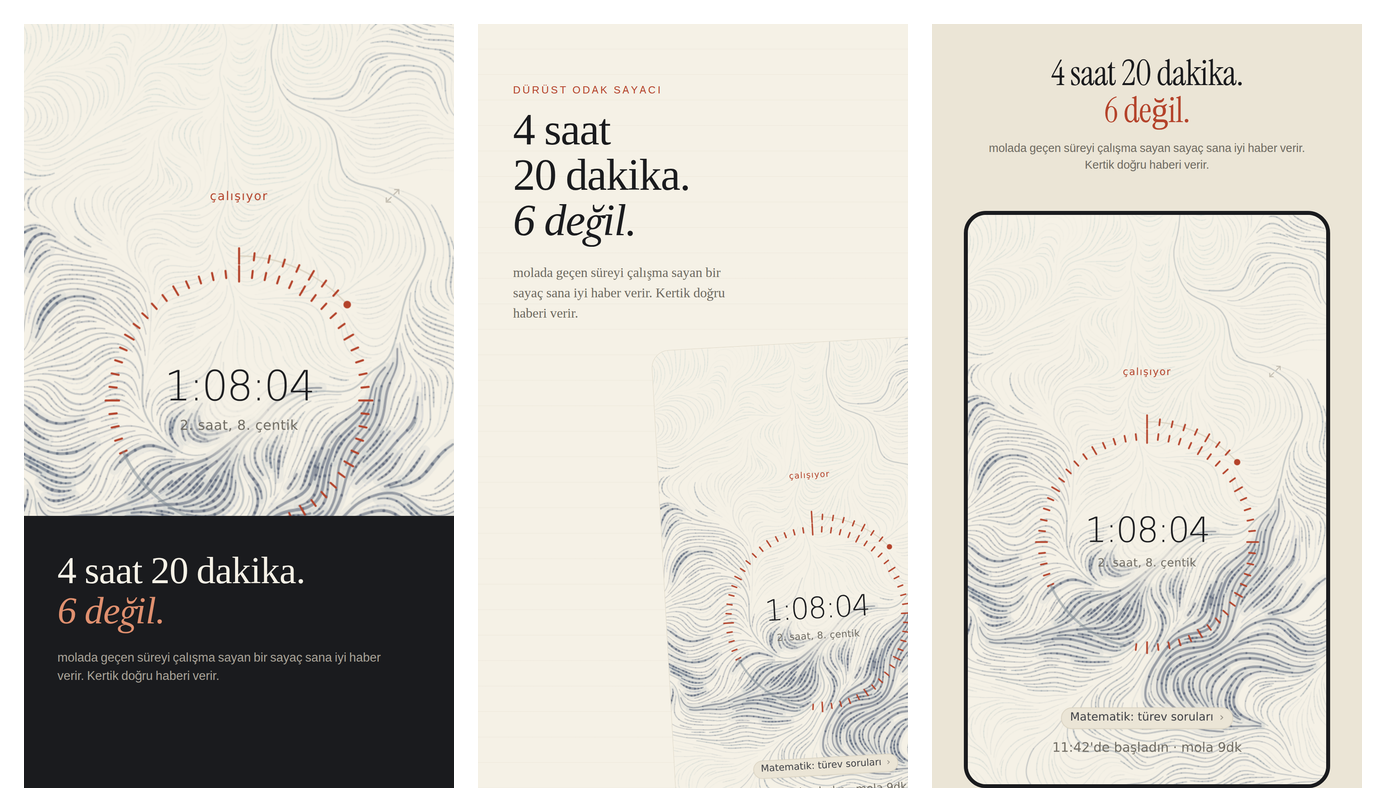 çalışıyor
1:08:04
2. saat, 8. çentik
4 saat 20 dakika.
6 değil.
molada geçen süreyi çalışma sayan bir sayaç sana iyi haber
verir. Kertik doğru haberi verir.
DÜRÜST ODAK SAYACI
4 saat
20 dakika.
6 değil.
molada geçen süreyi çalışma sayan bir
sayaç sana iyi haber verir. Kertik doğru
haberi verir.
çalışıyor
1:08:04
2. saat, 8. çentik
Matematik: türev soruları ›
mola 9dk
4 saat 20 dakika.
6 değil.
molada geçen süreyi çalışma sayan sayaç sana iyi haber verir.
Kertik doğru haberi verir.
çalışıyor
1:08:04
2. saat, 8. çentik
Matematik: türev soruları ›
11:42'de başladın · mola 9dk